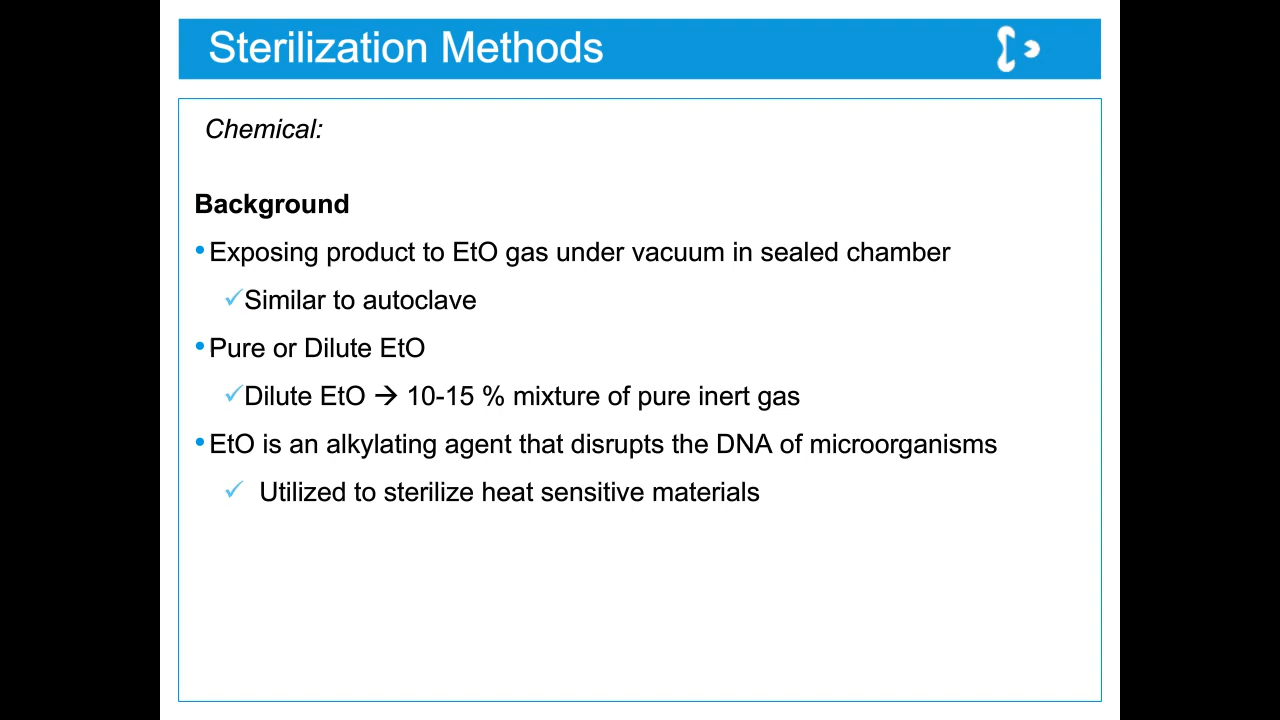 Sterilization Methods
Chemical:
Background
• Exposing product to EtO gas under vacuum in sealed chamber
✓ Similar to autoclave
• Pure or Dilute EtO
✓ Dilute EtO → 10-15 % mixture of pure inert gas
• EtO is an alkylating agent that disrupts the DNA of microorganisms
✓ Utilized to sterilize heat sensitive materials